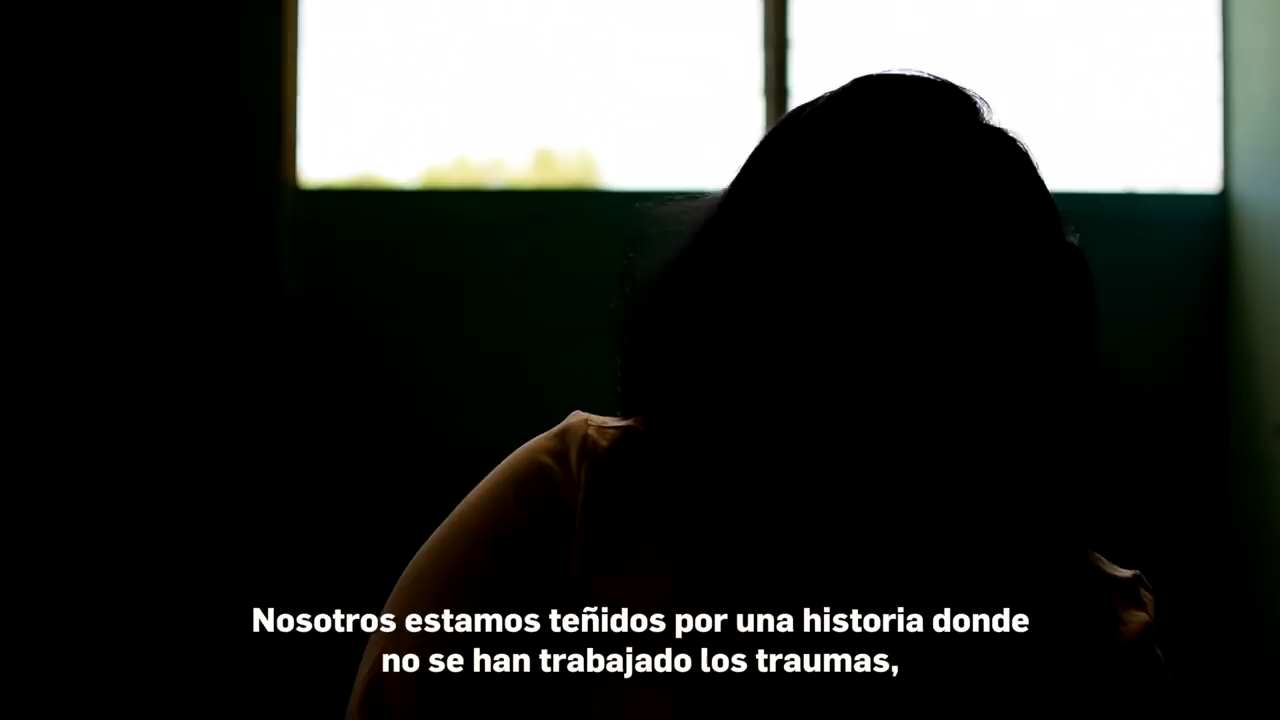 Nosotros estamos teñidos por una historia donde
no se han trabajado los traumas,